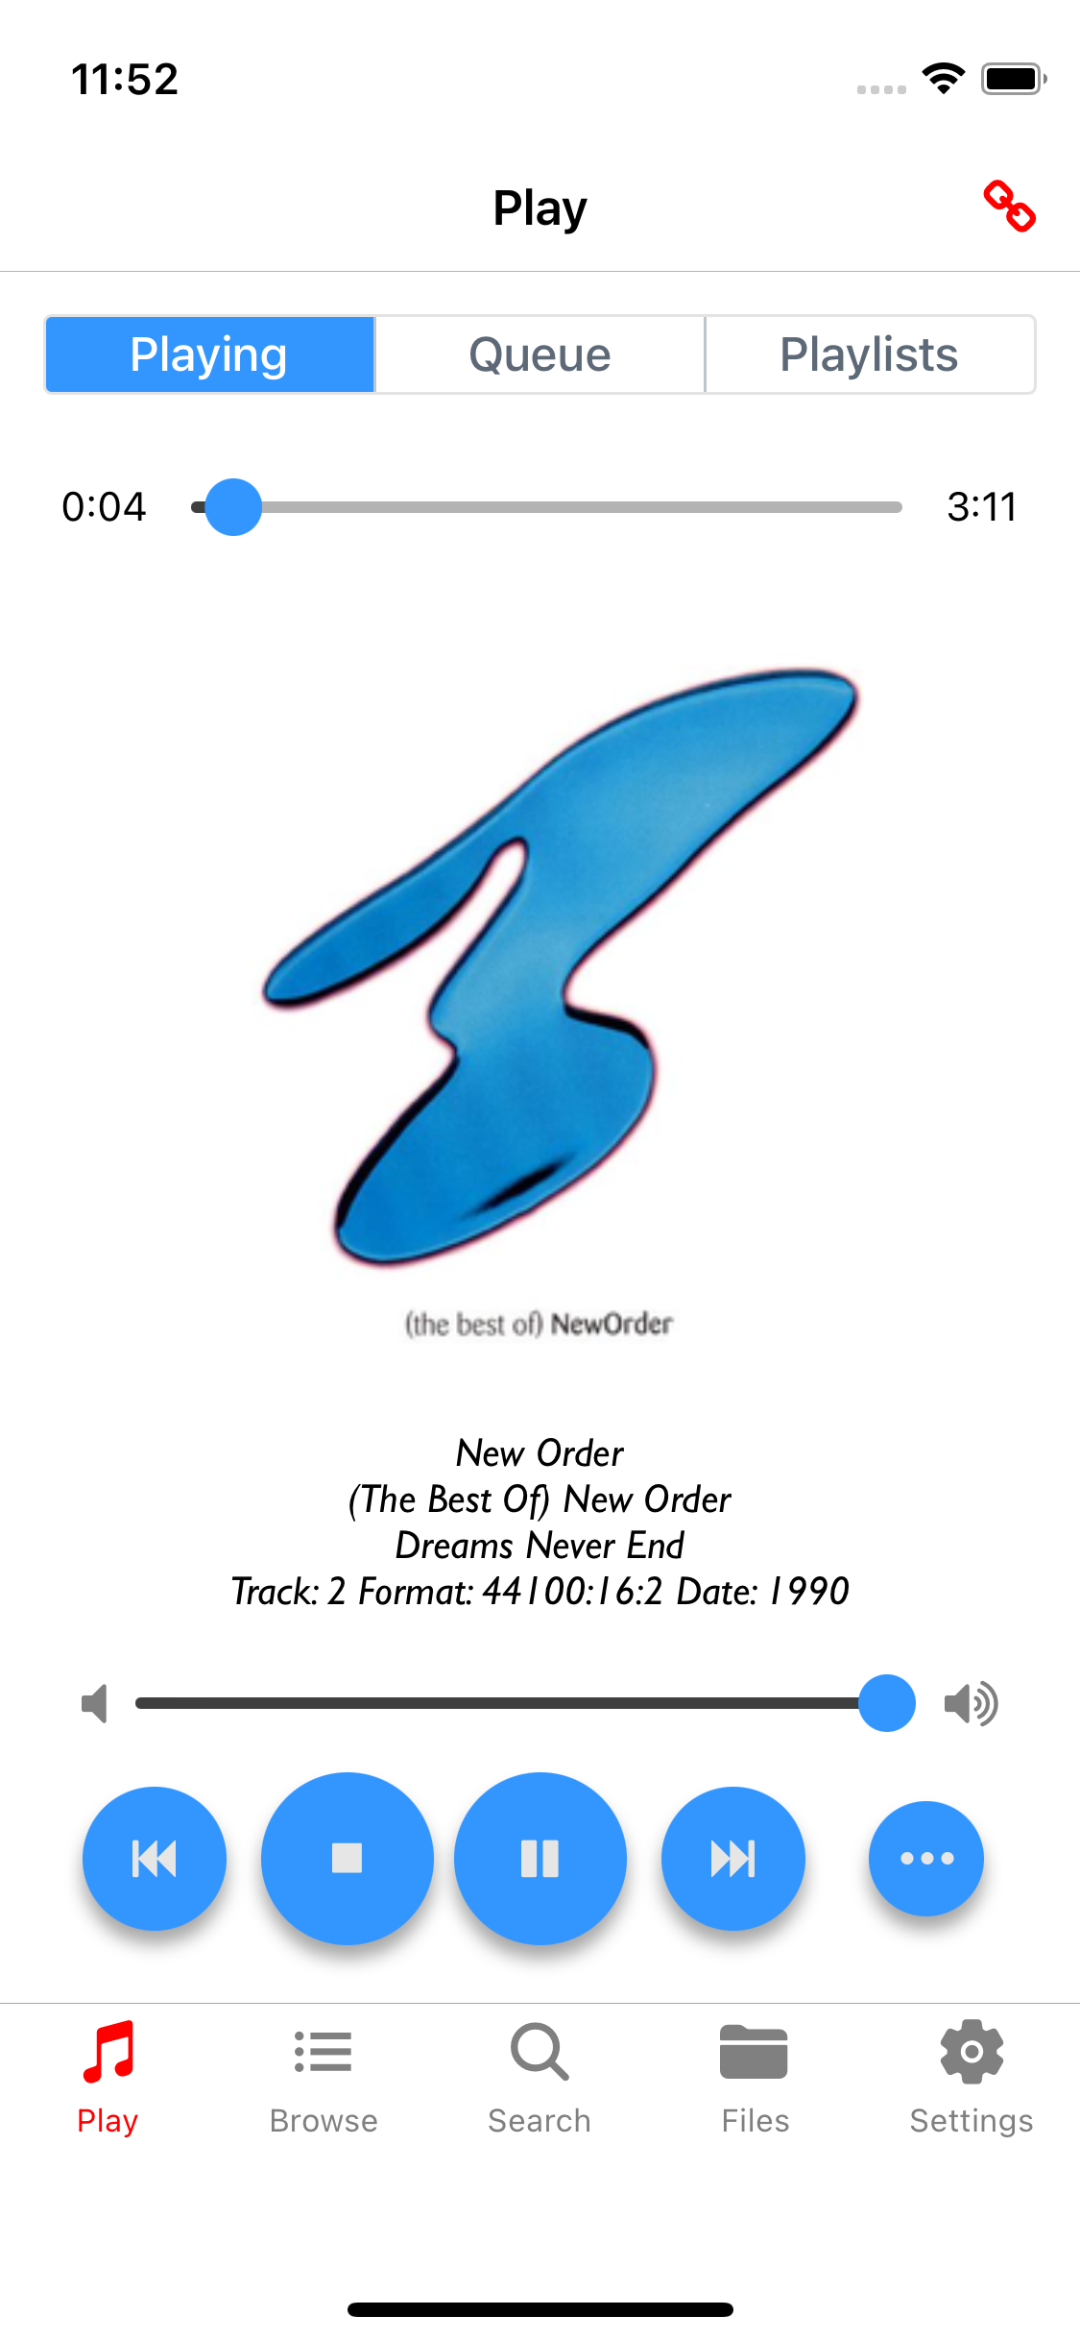 11:52
Play
Playing Queue Playlists
0:04 3:11
(the best of) NewOrder
New Order
(The Best Of) New Order
Dreams Never End
Track: 2 Format: 44100:16:2 Date: 1990
Play Browse Search Files Settings